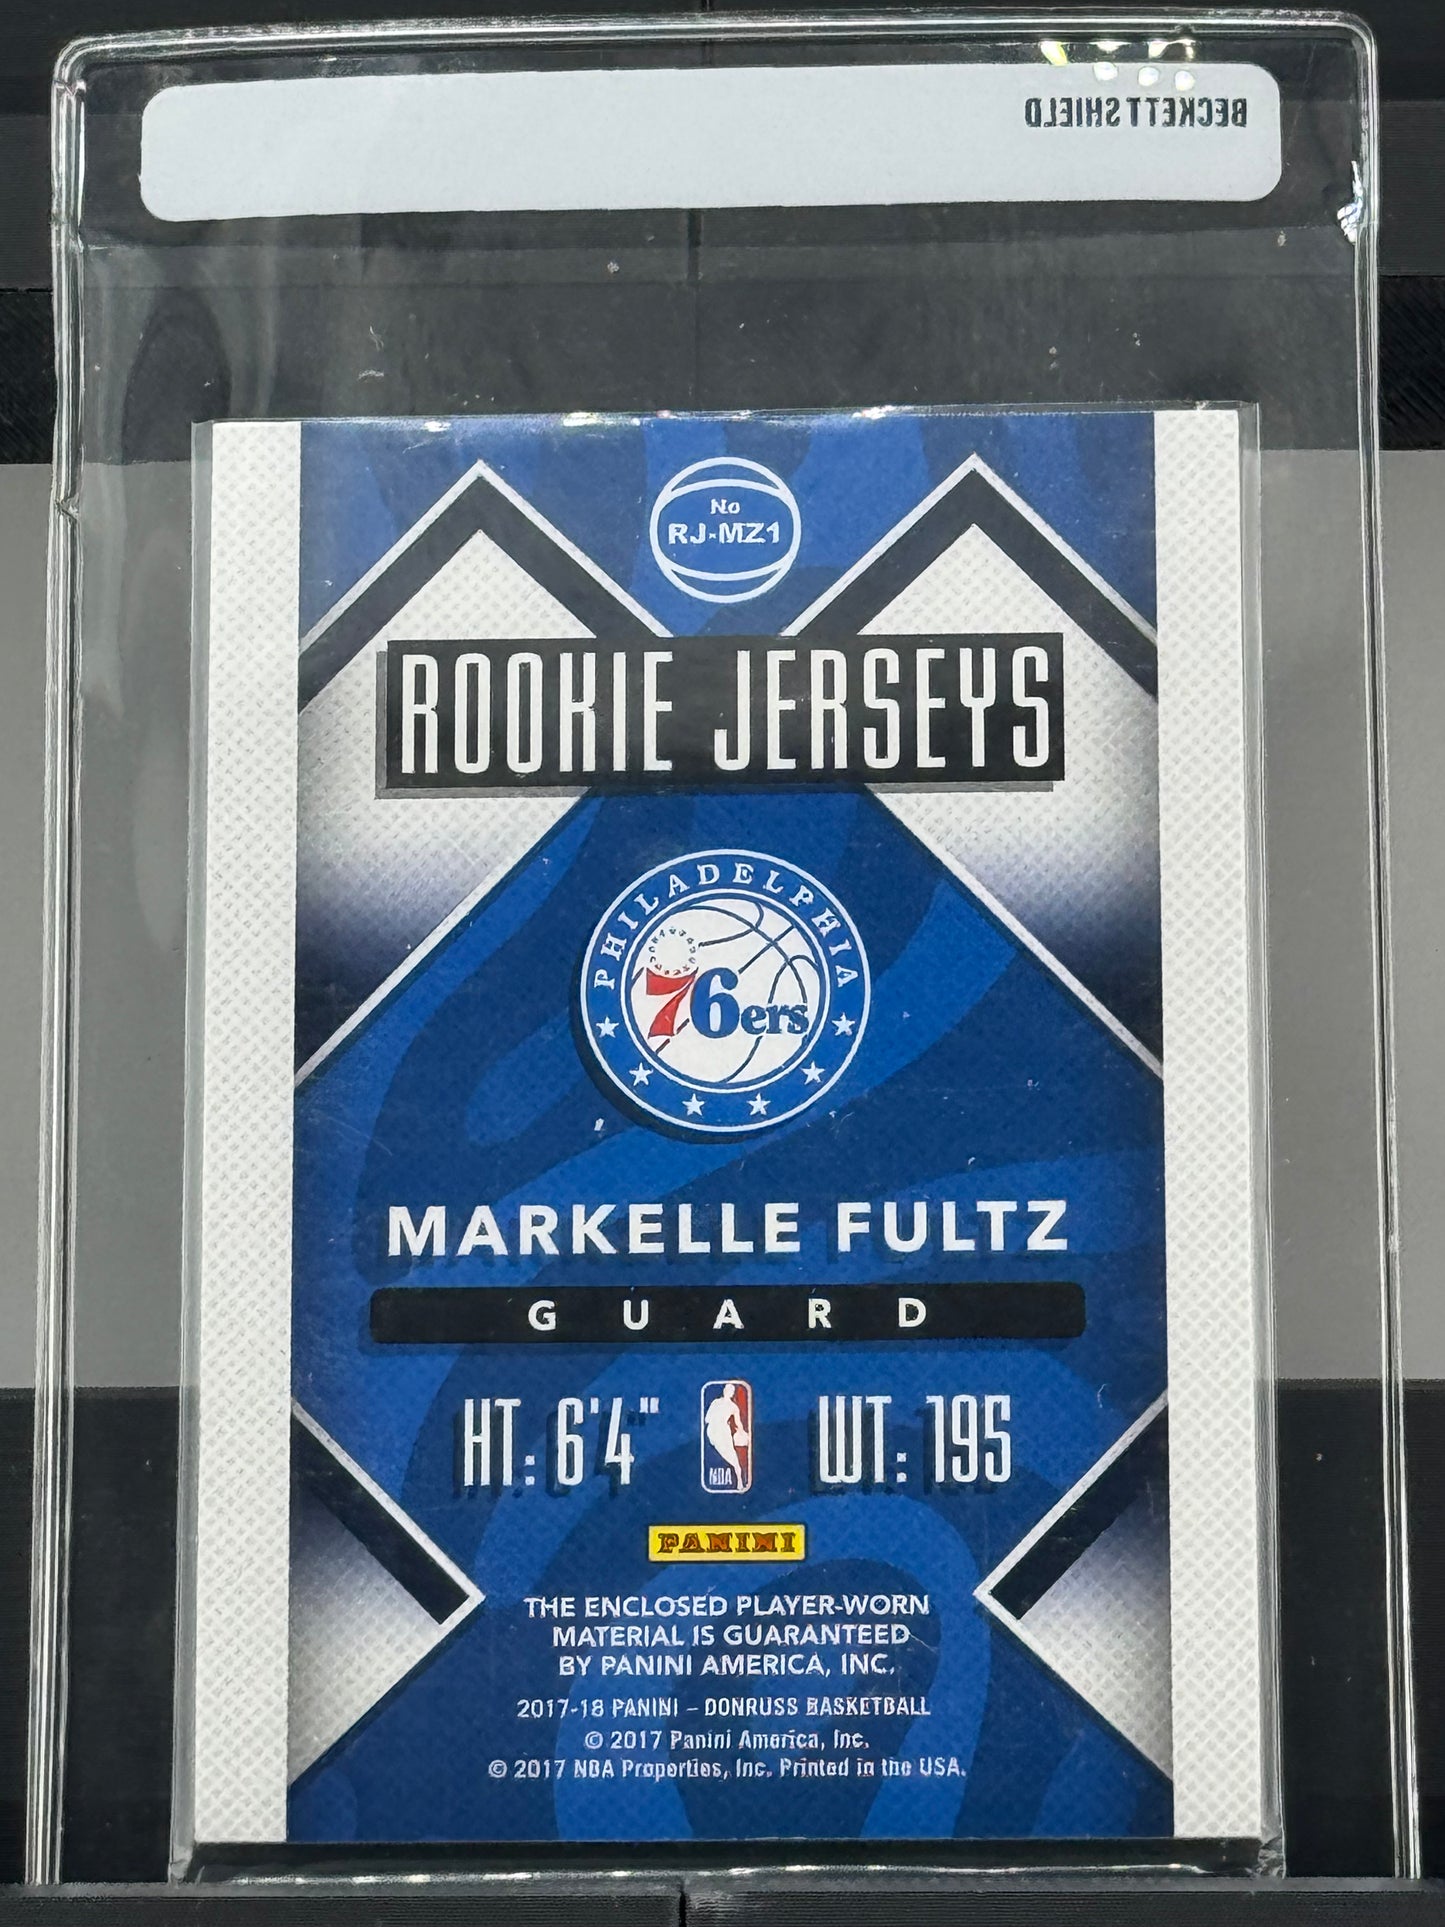 BECKETT SHIELD
No
RJ-MZ1
ROOKIE JERSEYS
PHILADELPHIA
76ers
MARKELLE FULTZ
GUARD
HT: 6'4" WT: 195
NBA
PANINI
THE ENCLOSED PLAYER-WORN
MATERIAL IS GUARANTEED
BY PANINI AMERICA, INC.
2017-18 PANINI – DONRUSS BASKETBALL
© 2017 Panini America, Inc.
© 2017 NBA Properties, Inc. Printed in the USA.